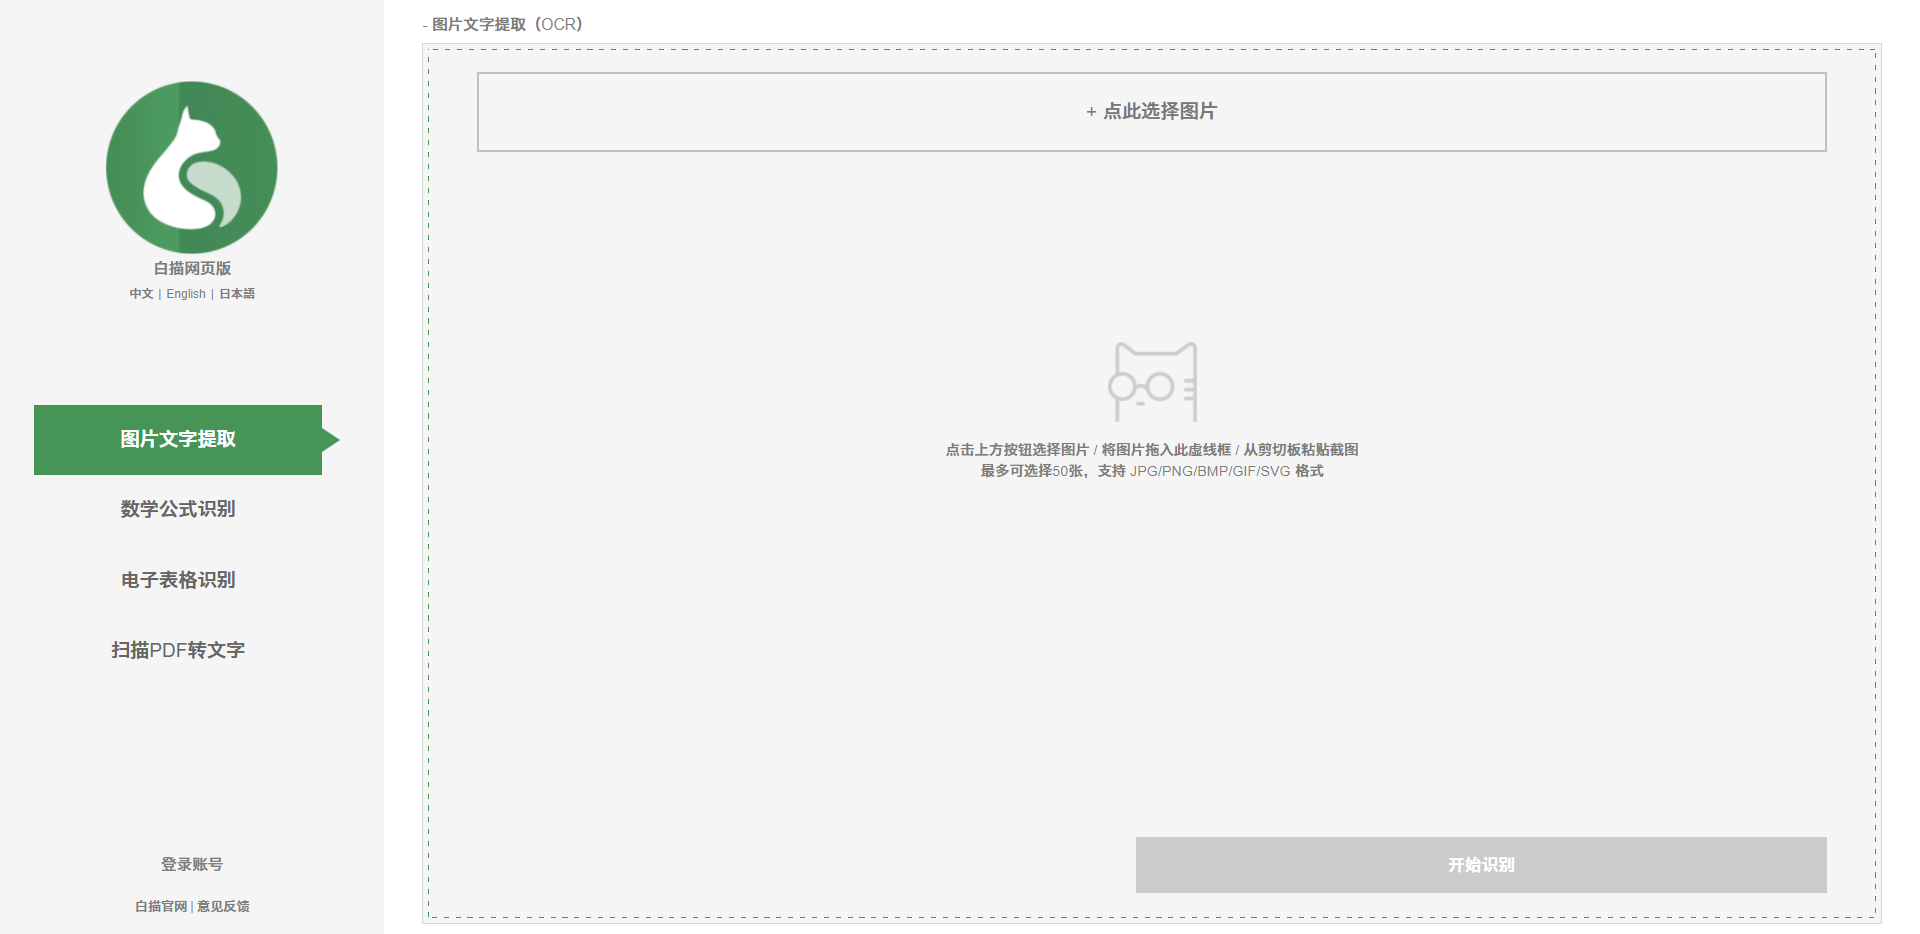 白描网页版
中文 | English | 日本語
图片文字提取
数学公式识别
电子表格识别
扫描PDF转文字
登录账号
白描官网 | 意见反馈
- 图片文字提取（OCR）
+ 点此选择图片
点击上方按钮选择图片 / 将图片拖入此虚线框 / 从剪切板粘贴截图
最多可选择50张，支持 JPG/PNG/BMP/GIF/SVG 格式
开始识别